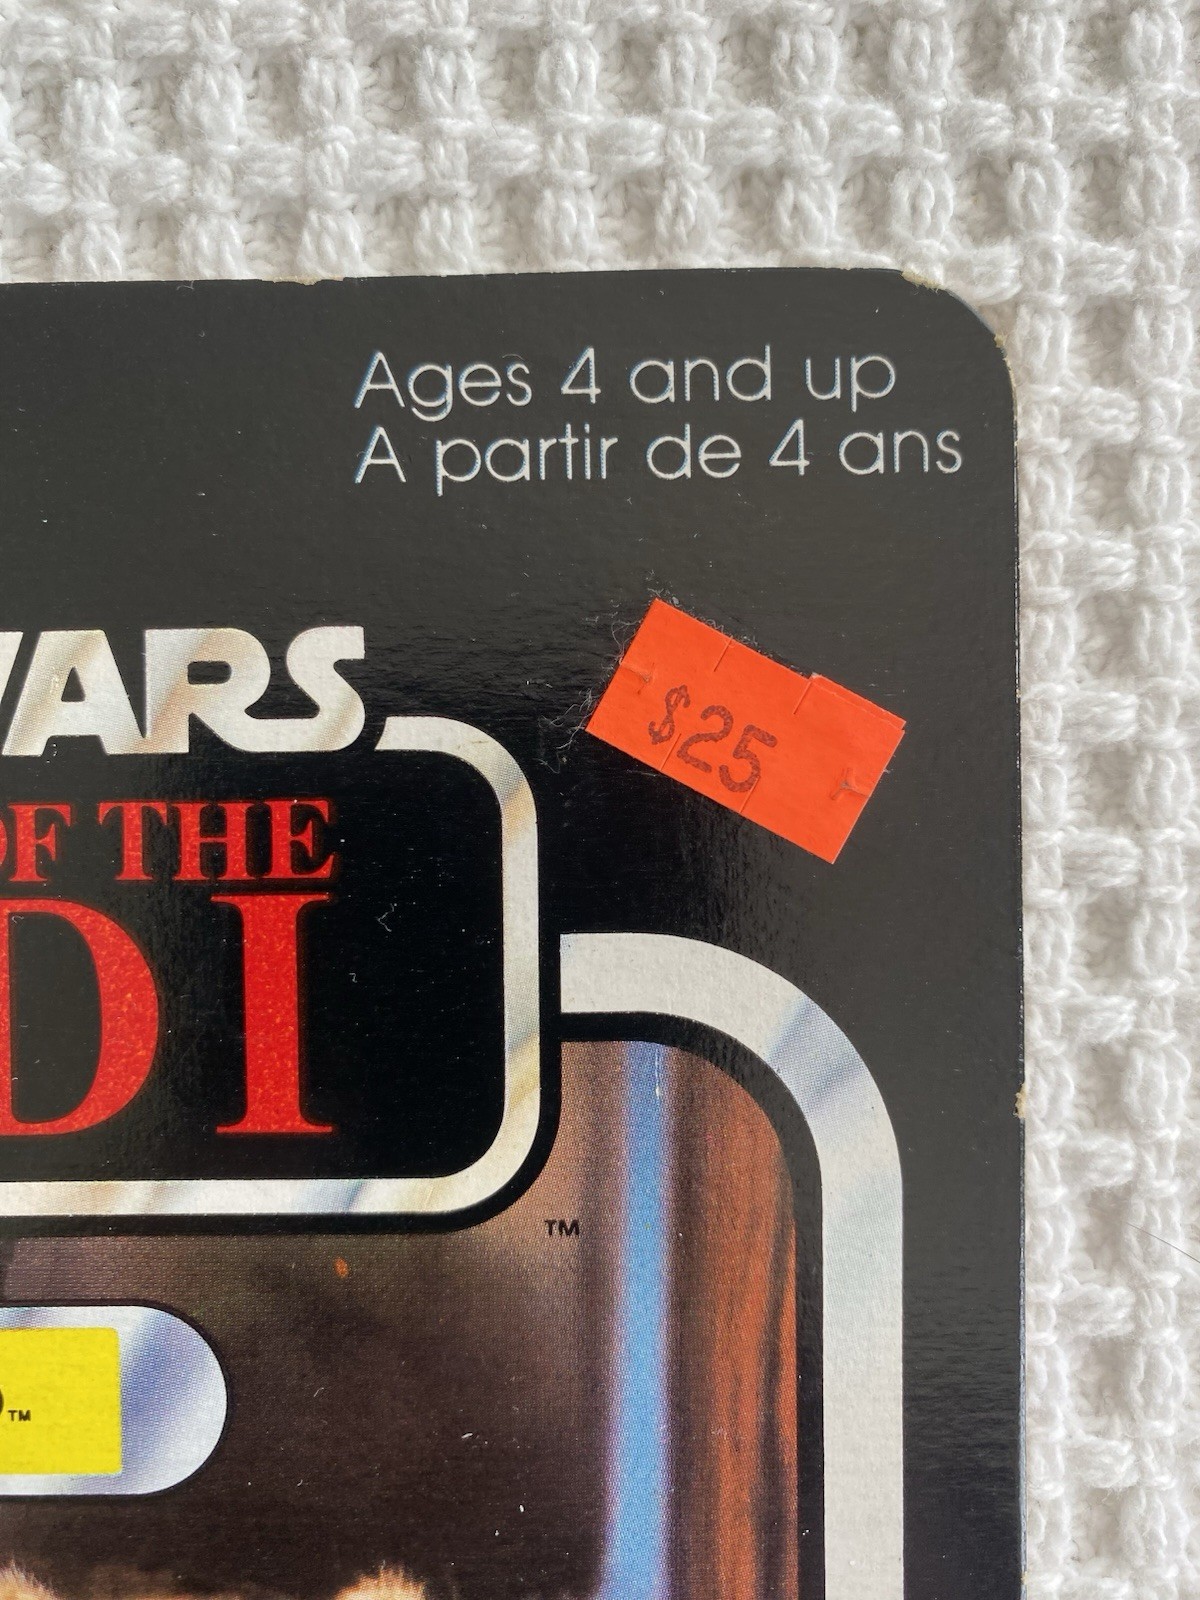 Ages 4 and up
A partir de 4 ans
$25
WARS
OF THE
DI
TM
TM